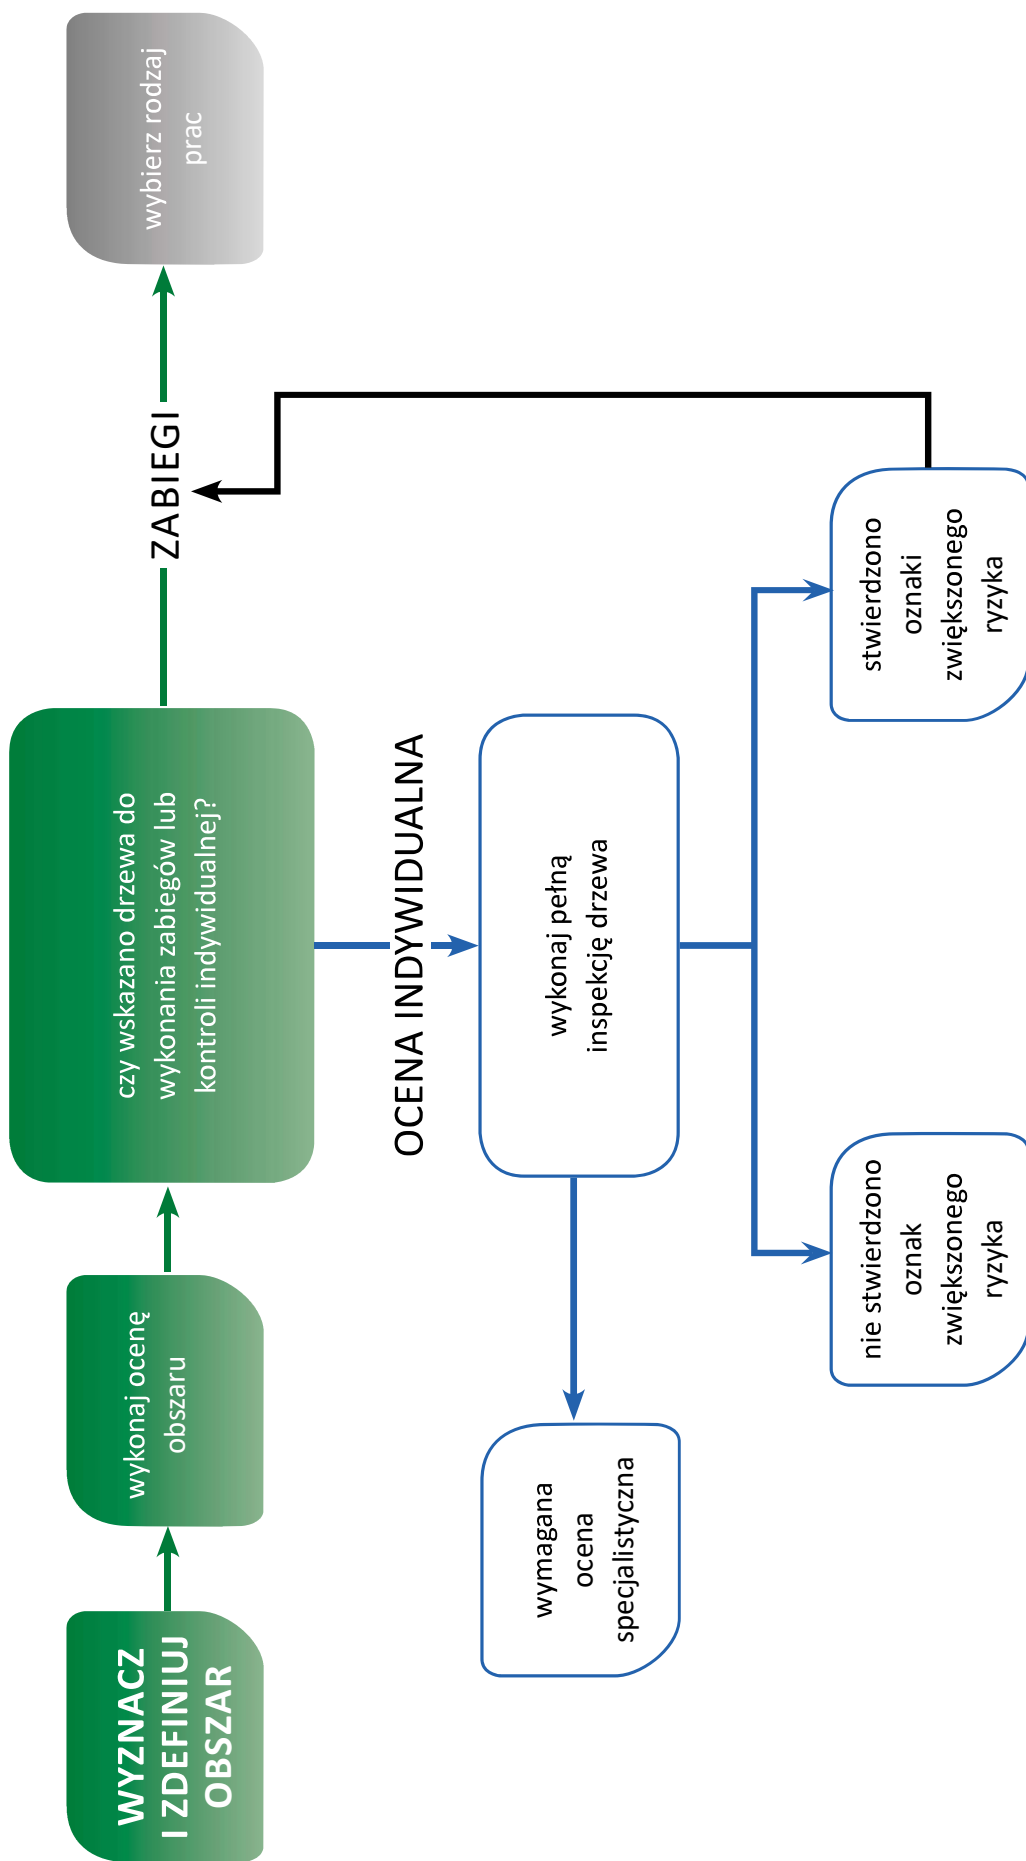 WYZNACZ
I ZDEFINIUJ
OBSZAR
wykonaj ocenę
obszaru
czy wskazano drzewa do
wykonania zabiegów lub
kontroli indywidualnej?
ZABIEGI
wybierz rodzaj
prac
OCENA INDYWIDUALNA
wykonaj pełną
inspekcję drzewa
wymagana
ocena
specjalistyczna
nie stwierdzono
oznak
zwiększonego
ryzyka
stwierdzono
oznaki
zwiększonego
ryzyka